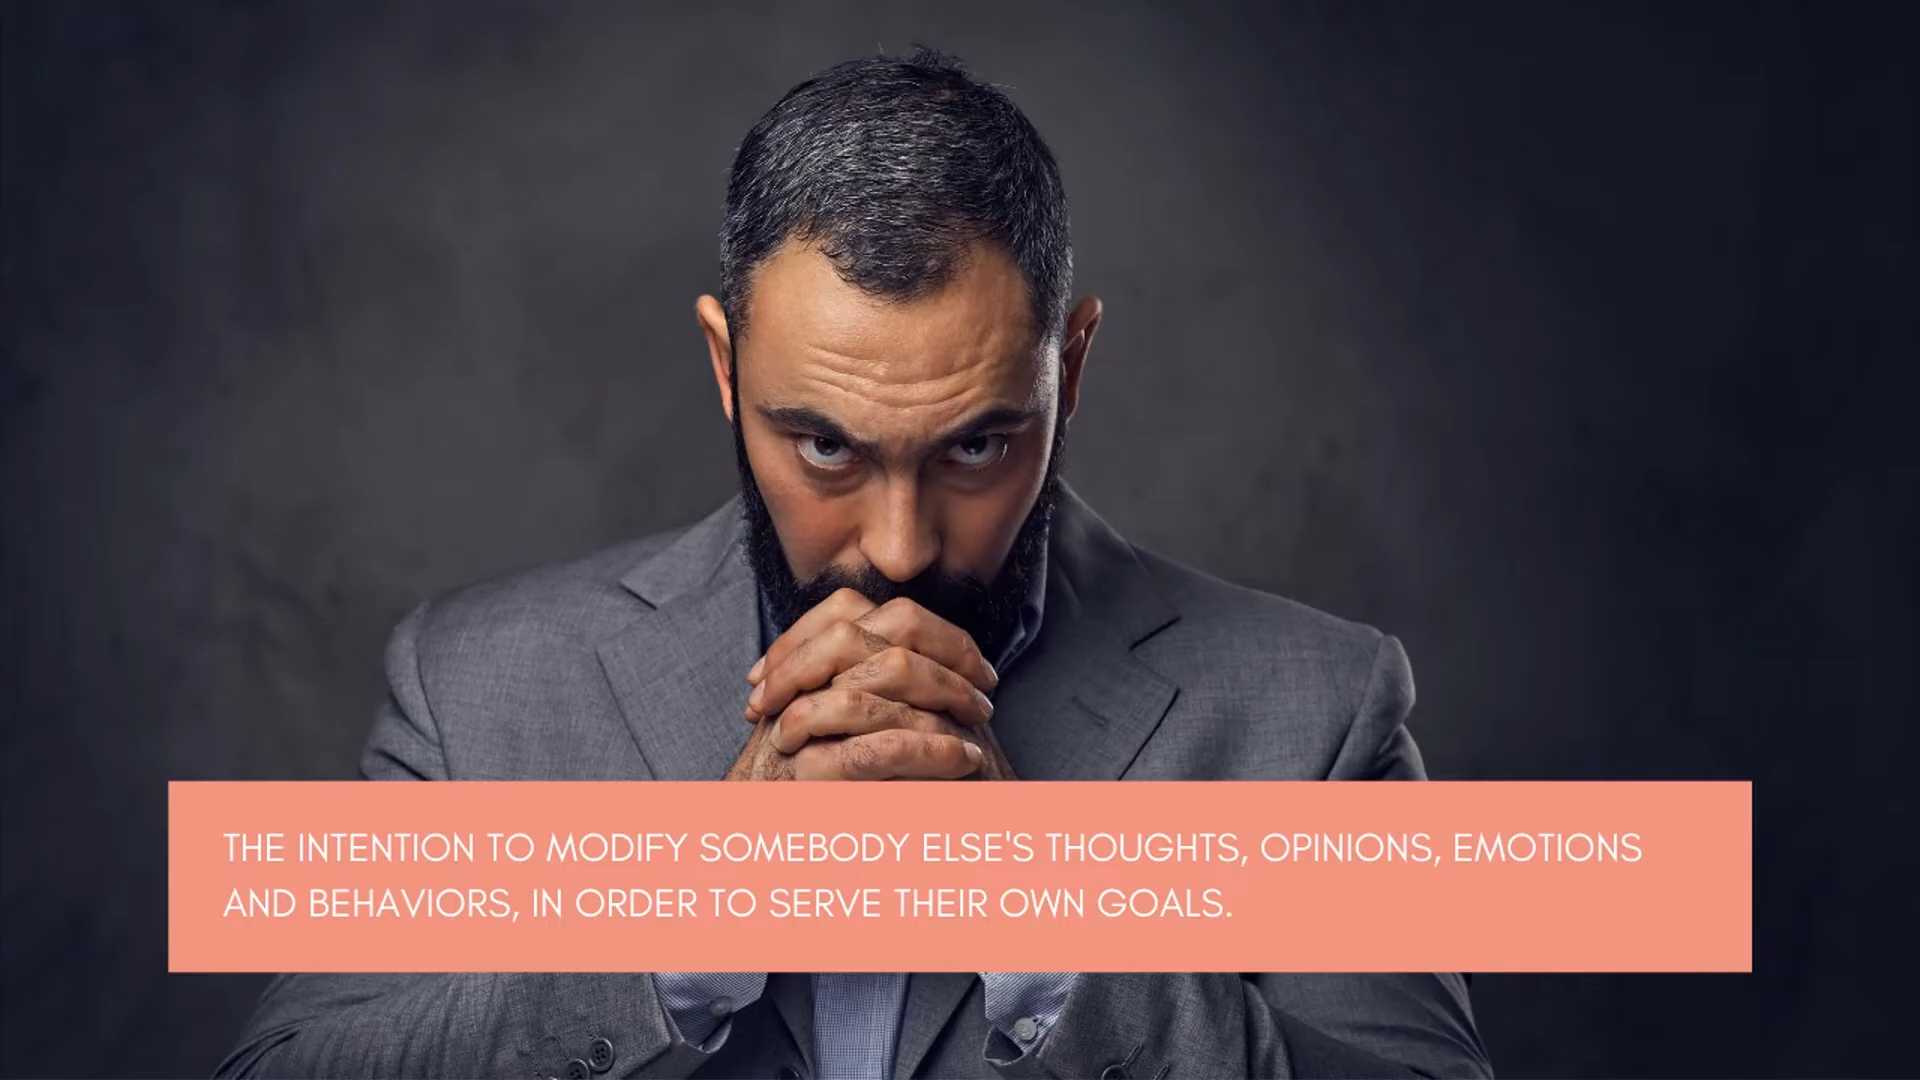 THE INTENTION TO MODIFY SOMEBODY ELSE'S THOUGHTS, OPINIONS, EMOTIONS
AND BEHAVIORS, IN ORDER TO SERVE THEIR OWN GOALS.